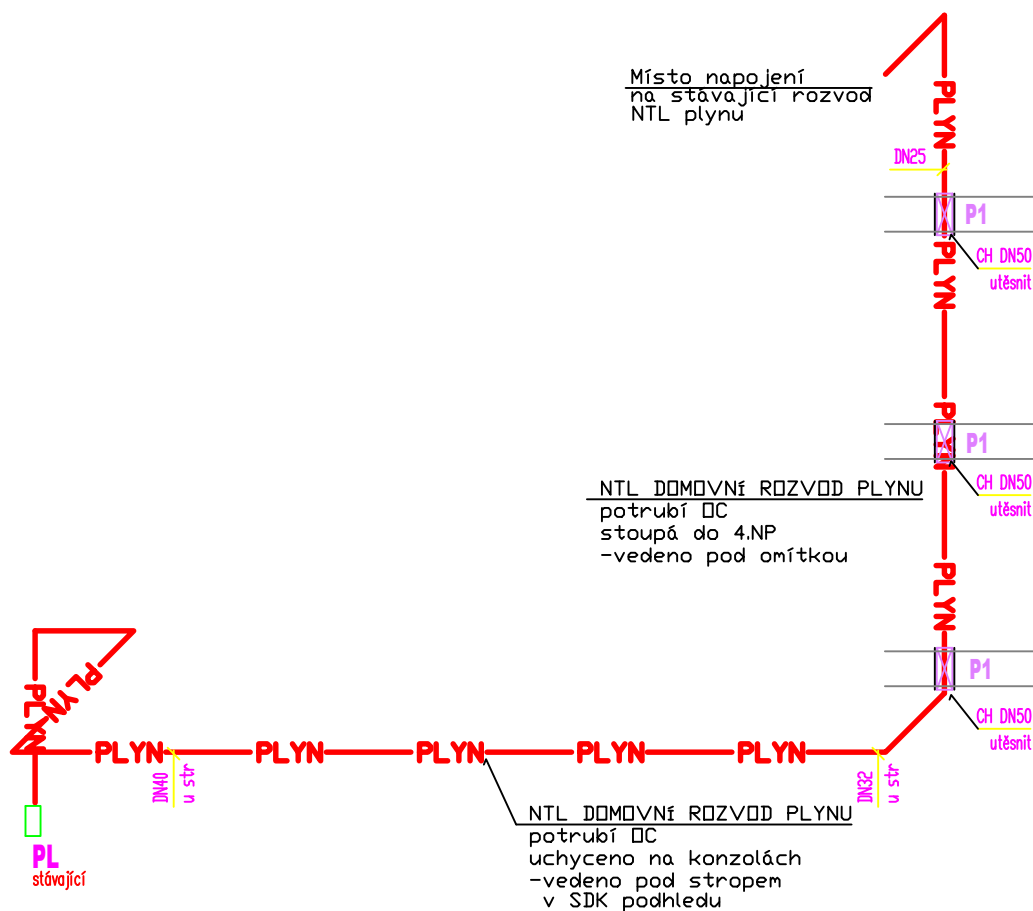 Místo napojení
na stávající rozvod
NTL plynu
PLYN
DN25
P1
CH DN50
utěsnit
PLYN
PLYN
P1
CH DN50
utěsnit
NTL DOMOVNÍ ROZVOD PLYNU
potrubí OC
stoupá do 4.NP
-vedeno pod omítkou
PLYN
P1
CH DN50
utěsnit
PLYN
PLYN
PLYN
PLYN
PLYN
PLYN
PLYN
DN40
u str
DN32
u str
NTL DOMOVNÍ ROZVOD PLYNU
potrubí OC
uchyceno na konzolách
-vedeno pod stropem
v SDK podhledu
PL
stávající